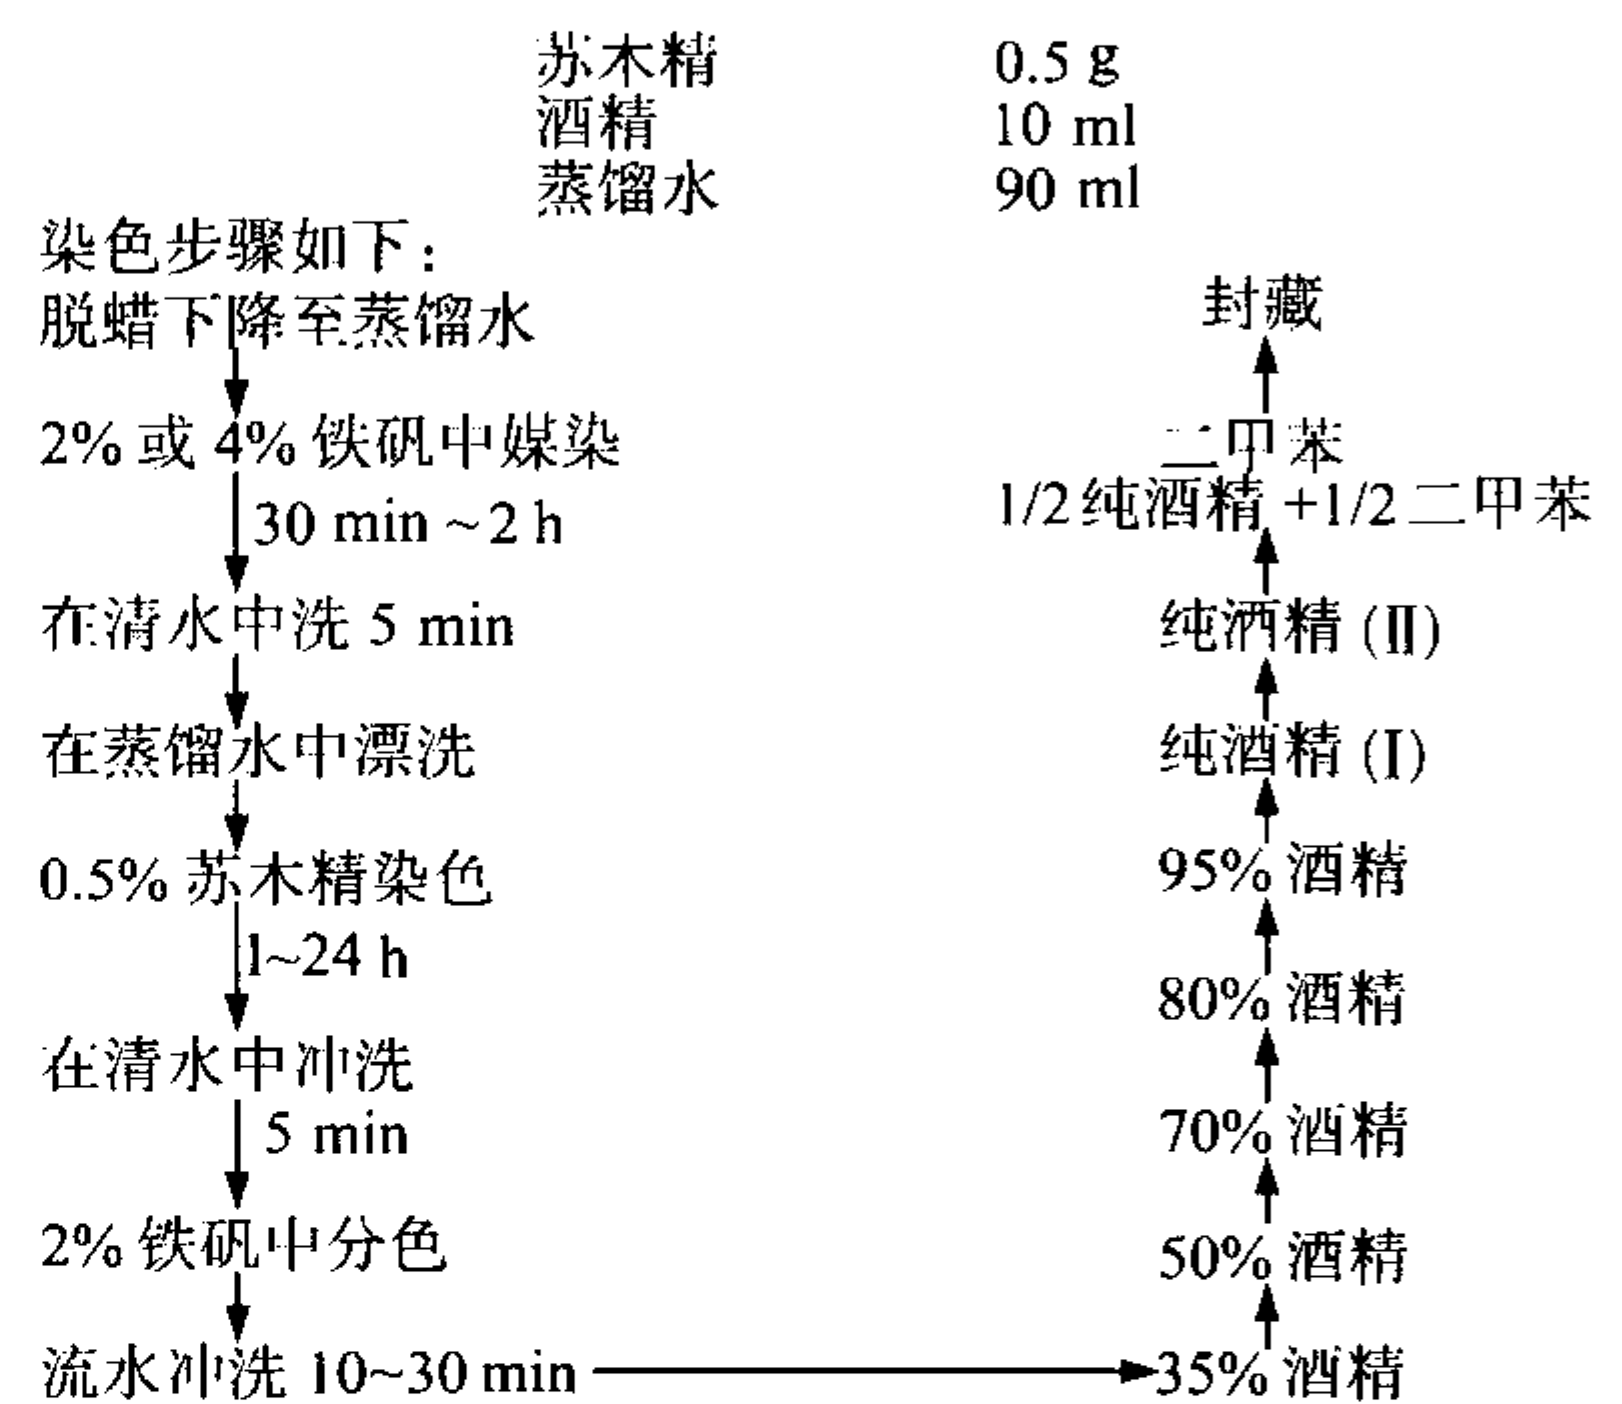 苏木精 0.5 g
酒精 10 ml
蒸馏水 90 ml
染色步骤如下：
脱蜡下降至蒸馏水
2% 或 4% 铁矾中媒染
30 min ~2 h
在清水中洗 5 min
在蒸馏水中漂洗
0.5% 苏木精染色
1~24 h
在清水中冲洗
5 min
2% 铁矾中分色
流水冲洗 10~30 min
35% 酒精
50% 酒精
70% 酒精
80% 酒精
95% 酒精
纯酒精 (Ⅰ)
纯酒精 (Ⅱ)
1/2 纯酒精 +1/2 二甲苯
二甲苯
封藏